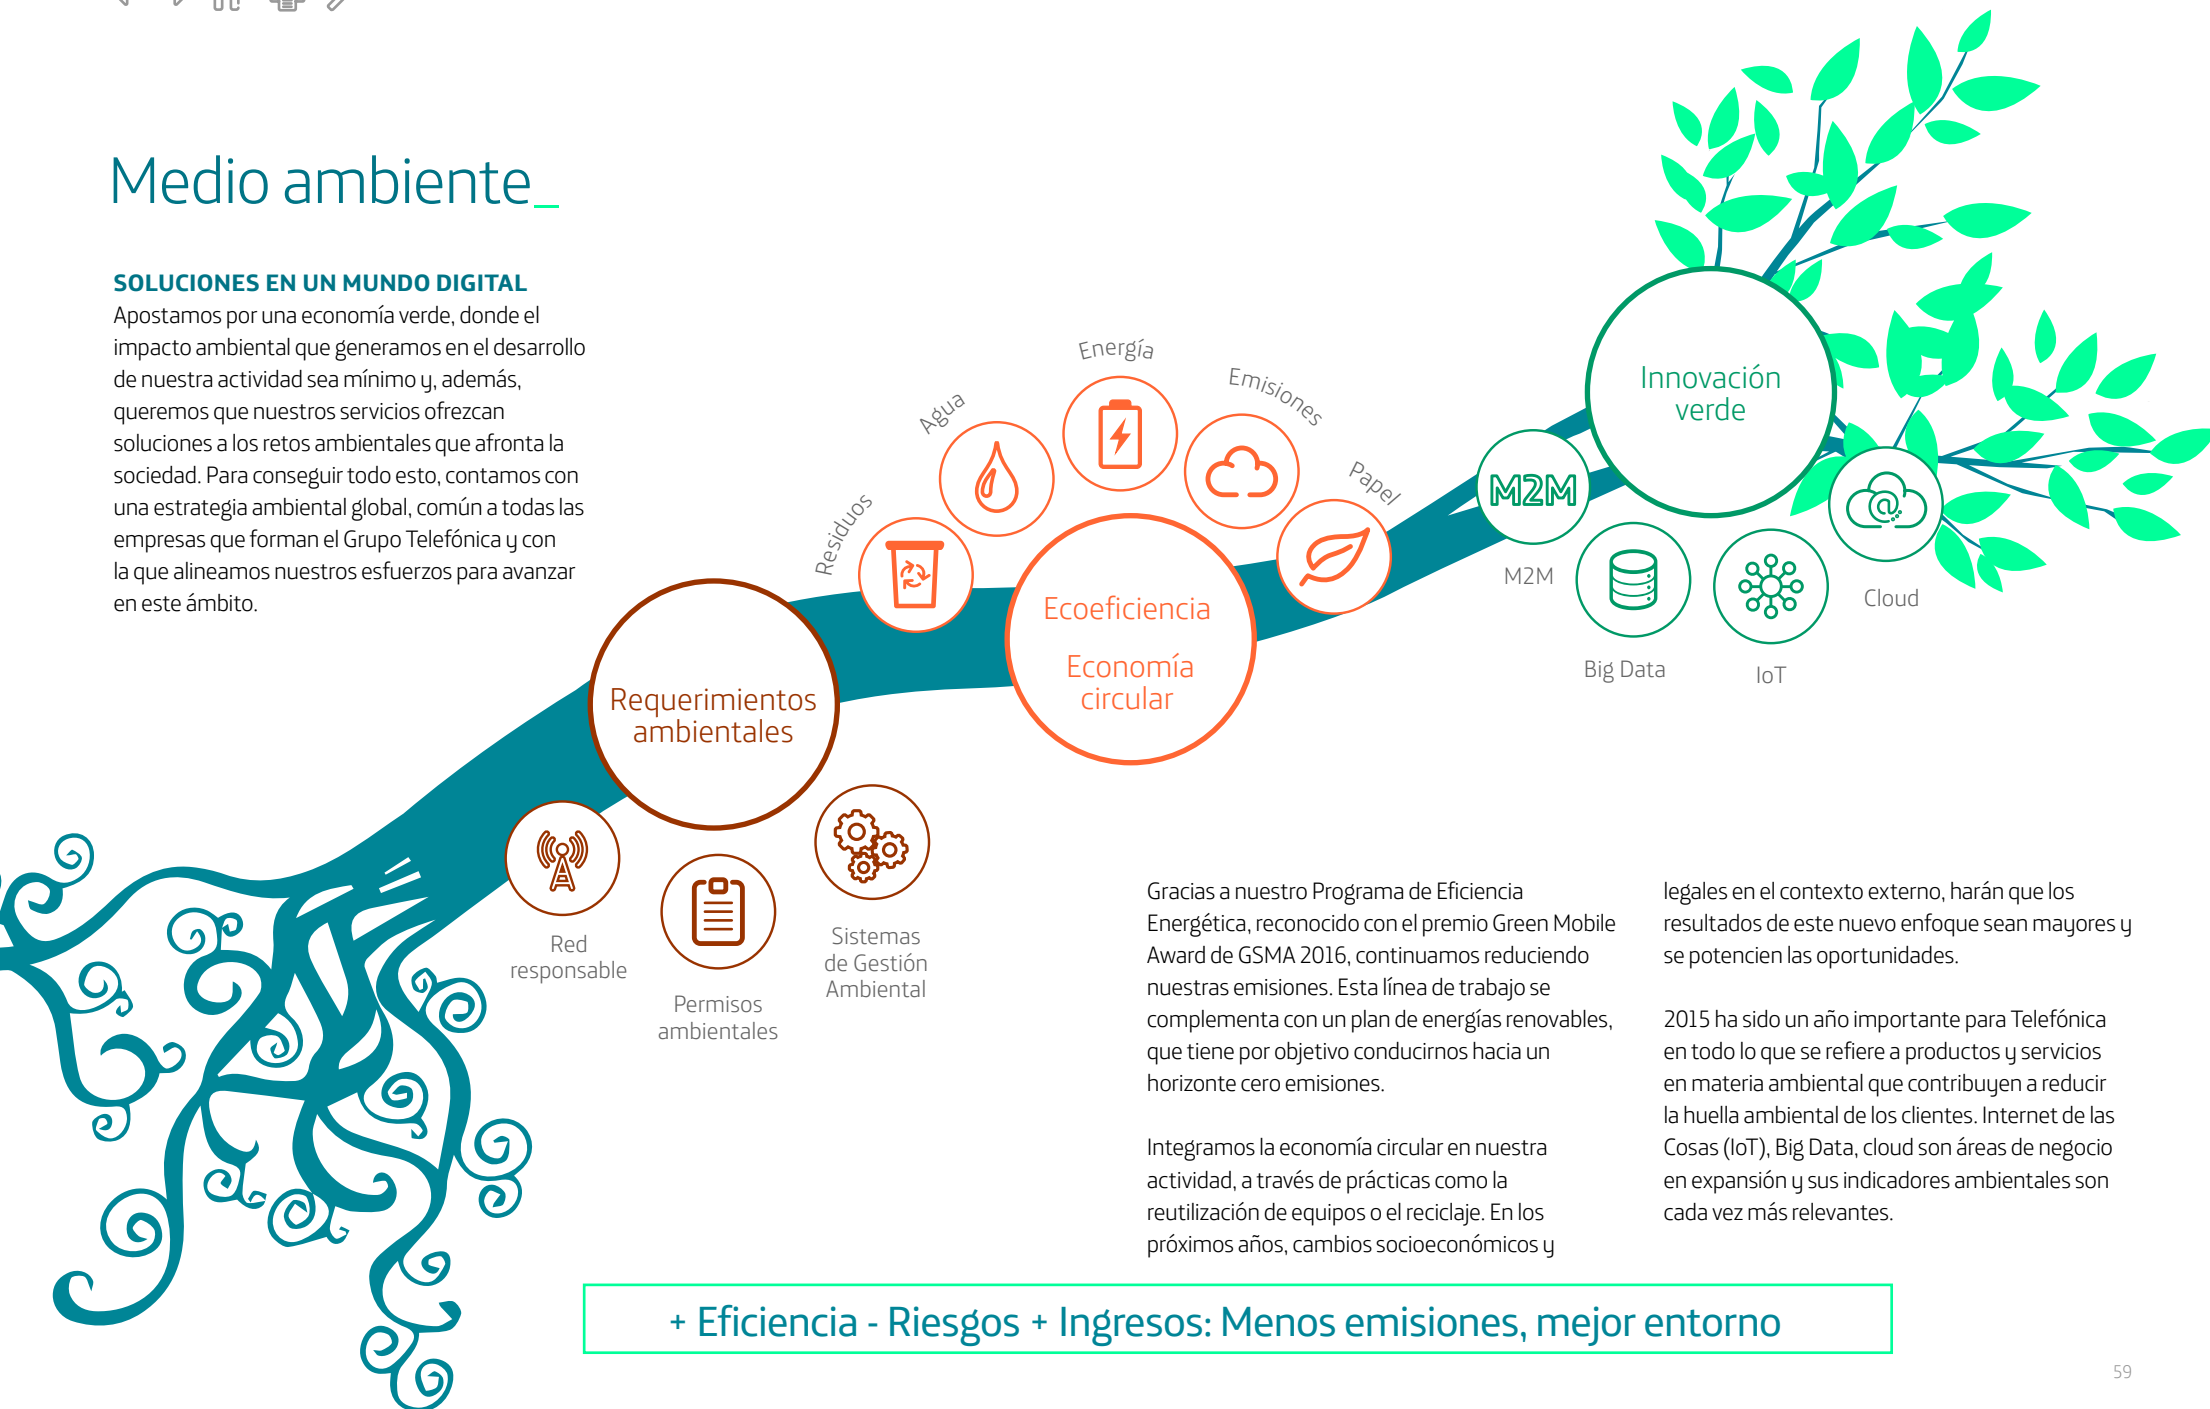 Medio ambiente_
SOLUCIONES EN UN MUNDO DIGITAL
Apostamos por una economía verde, donde el
impacto ambiental que generamos en el desarrollo
de nuestra actividad sea mínimo y, además,
queremos que nuestros servicios ofrezcan
soluciones a los retos ambientales que afronta la
sociedad. Para conseguir todo esto, contamos con
una estrategia ambiental global, común a todas las
empresas que forman el Grupo Telefónica y con
la que alineamos nuestros esfuerzos para avanzar
en este ámbito.
Requerimientos
ambientales
Red
responsable
Permisos
ambientales
Sistemas
de Gestión
Ambiental
Ecoeficiencia
Economía
circular
Residuos
Agua
Energía
Emisiones
Papel
Innovación
verde
M2M
M2M
Big Data
IoT
@
Cloud
Gracias a nuestro Programa de Eficiencia
Energética, reconocido con el premio Green Mobile
Award de GSMA 2016, continuamos reduciendo
nuestras emisiones. Esta línea de trabajo se
complementa con un plan de energías renovables,
que tiene por objetivo conducirnos hacia un
horizonte cero emisiones.
Integramos la economía circular en nuestra
actividad, a través de prácticas como la
reutilización de equipos o el reciclaje. En los
próximos años, cambios socioeconómicos y
legales en el contexto externo, harán que los
resultados de este nuevo enfoque sean mayores y
se potencien las oportunidades.
2015 ha sido un año importante para Telefónica
en todo lo que se refiere a productos y servicios
en materia ambiental que contribuyen a reducir
la huella ambiental de los clientes. Internet de las
Cosas (IoT), Big Data, cloud son áreas de negocio
en expansión y sus indicadores ambientales son
cada vez más relevantes.
+ Eficiencia - Riesgos + Ingresos: Menos emisiones, mejor entorno
59